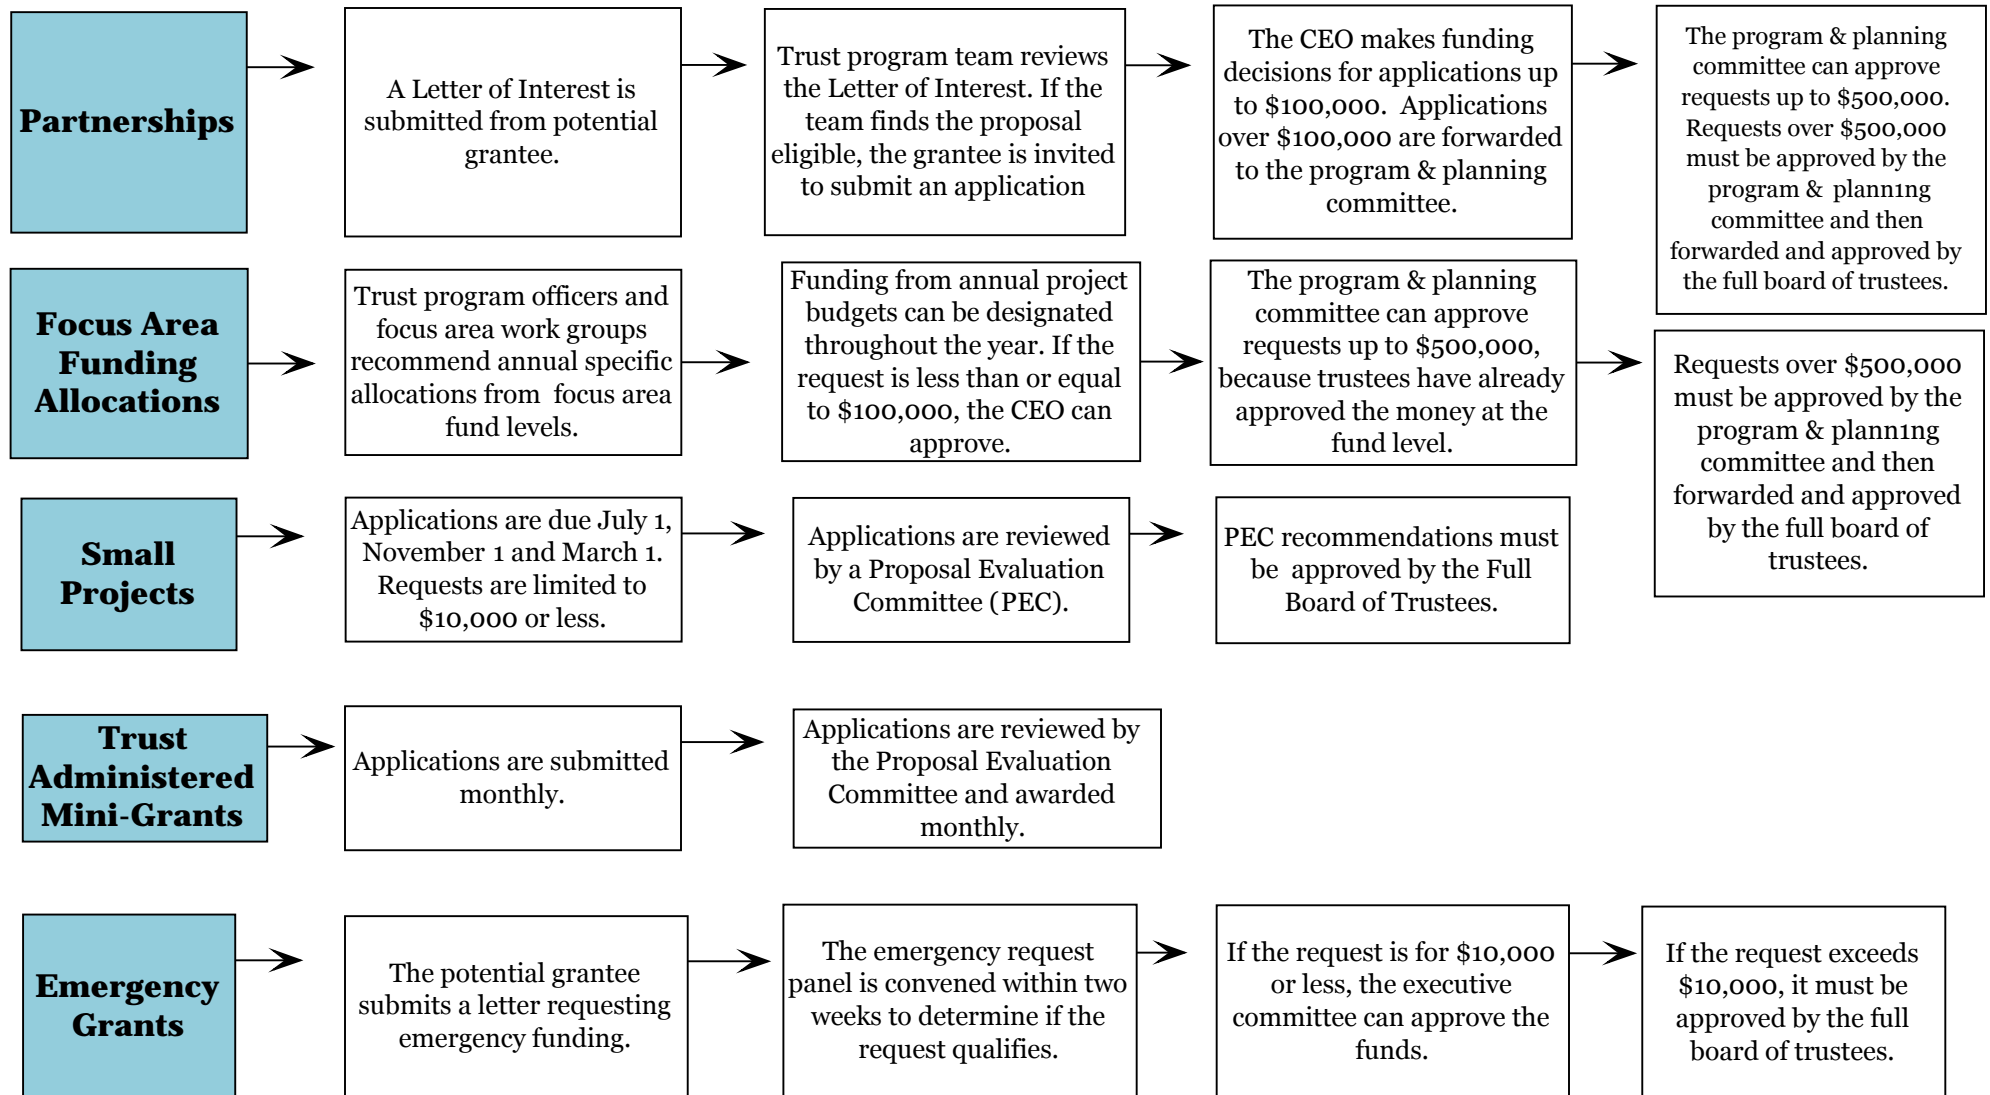 Partnerships
A Letter of Interest is
submitted from potential
grantee.
Trust program team reviews
the Letter of Interest. If the
team finds the proposal
eligible, the grantee is invited
to submit an application
The CEO makes funding
decisions for applications up
to $100,000.  Applications
over $100,000 are forwarded
to the program & planning
committee.
The program & planning
committee can approve
requests up to $500,000.
Requests over $500,000
must be approved by the
program &  plann1ng
committee and then
forwarded and approved by
the full board of trustees.
Focus Area
Funding
Allocations
Trust program officers and
focus area work groups
recommend annual specific
allocations from  focus area
fund levels.
Funding from annual project
budgets can be designated
throughout the year. If the
request is less than or equal
to $100,000, the CEO can
approve.
The program & planning
committee can approve
requests up to $500,000,
because trustees have already
approved the money at the
fund level.
Requests over $500,000
must be approved by the
program & plann1ng
committee and then
forwarded and approved
by the full board of
trustees.
Small
Projects
Applications are due July 1,
November 1 and March 1.
Requests are limited to
$10,000 or less.
Applications are reviewed
by a Proposal Evaluation
Committee (PEC).
PEC recommendations must
be  approved by the Full
Board of Trustees.
Trust
Administered
Mini-Grants
Applications are submitted
monthly.
Applications are reviewed by
the Proposal Evaluation
Committee and awarded
monthly.
Emergency
Grants
The potential grantee
submits a letter requesting
emergency funding.
The emergency request
panel is convened within two
weeks to determine if the
request qualifies.
If the request is for $10,000
or less, the executive
committee can approve the
funds.
If the request exceeds
$10,000, it must be
approved by the full
board of trustees.